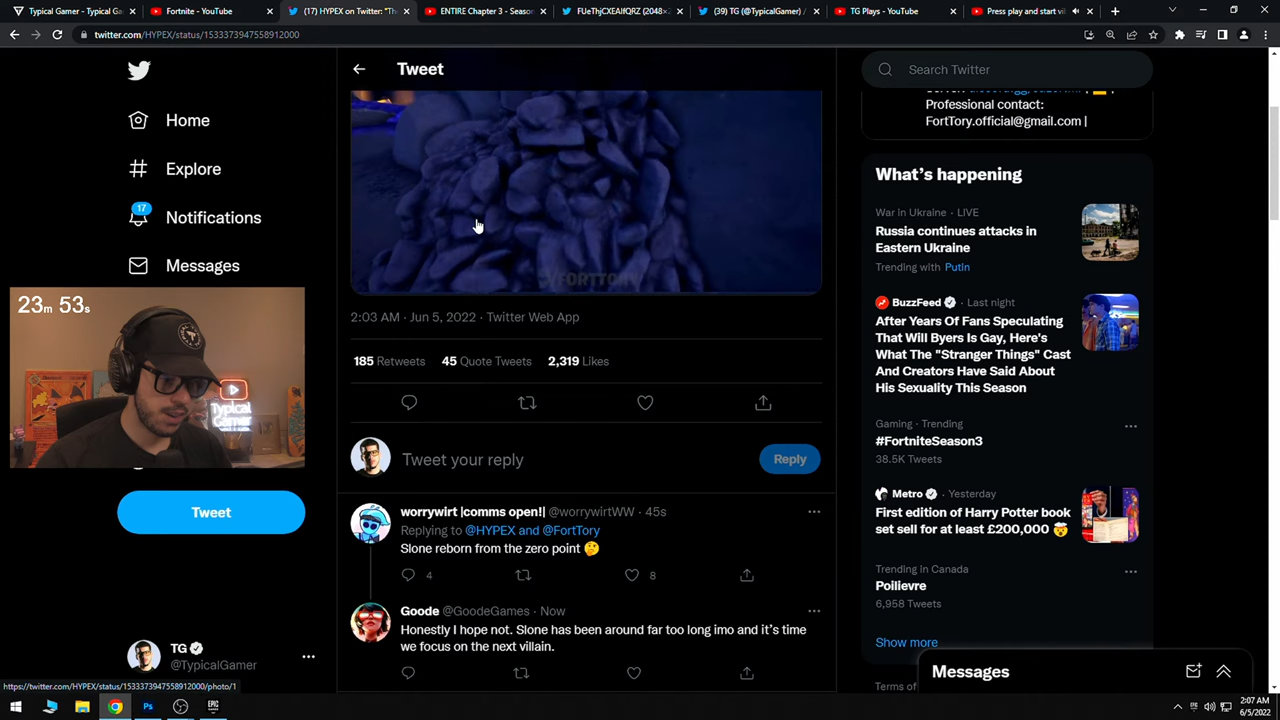 Typical Gamer -
Fortnite - YouTube
(17) HYPEX on Twitter: "Th
ENTIRE Chapter 3 - Season
FUeThjCXEAIfQRZ (2048×
(39) TG (@TypicalGamer) /
TG Plays - YouTube
Press play and start vi
twitter.com/HYPEX/status/1533373947558912000
Tweet
Search Twitter
Professional contact:
FortTory.official@gmail.com |
Home
Explore
17
Notifications
Messages
FORTTORY
23m 53s
Typical
Gamer
2:03 AM · Jun 5, 2022 · Twitter Web App
185 Retweets 45 Quote Tweets 2,319 Likes
Tweet your reply
Reply
Tweet
worrywirt |comms open!| @worrywirtWW · 45s
Replying to @HYPEX and @FortTory
Slone reborn from the zero point 🤔
4
8
Goode @GoodeGames · Now
Honestly I hope not. Slone has been around far too long imo and it's time
we focus on the next villain.
TG
@TypicalGamer
What's happening
War in Ukraine · LIVE
Russia continues attacks in
Eastern Ukraine
Trending with Putin
BuzzFeed · Last night
After Years Of Fans Speculating
That Will Byers Is Gay, Here's
What The "Stranger Things" Cast
And Creators Have Said About
His Sexuality This Season
Gaming · Trending
#FortniteSeason3
38.5K Tweets
Metro · Yesterday
First edition of Harry Potter book
set sell for at least £200,000 🤯
Trending in Canada
Poilievre
6,958 Tweets
Show more
Terms of
Messages
https://twitter.com/HYPEX/status/1533373947558912000/photo/1
Ps
EPIC
2:07 AM
6/5/2022